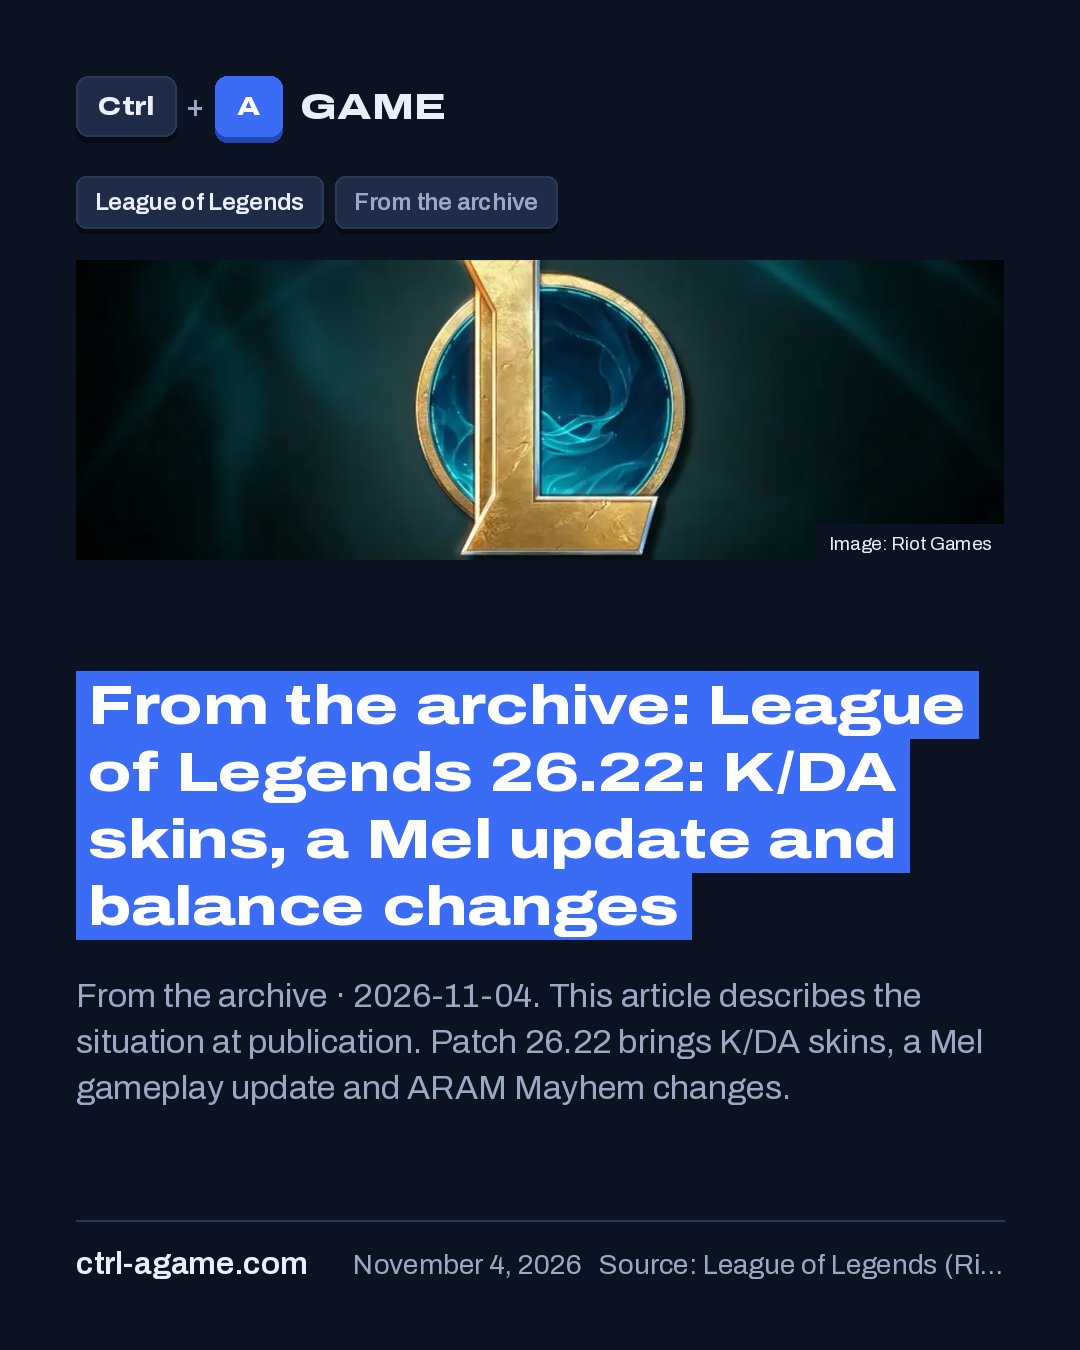 Ctrl + A GAME
League of Legends From the archive
Image: Riot Games
From the archive: League
of Legends 26.22: K/DA
skins, a Mel update and
balance changes
From the archive · 2026-11-04. This article describes the
situation at publication. Patch 26.22 brings K/DA skins, a Mel
gameplay update and ARAM Mayhem changes.
ctrl-agame.com November 4, 2026 Source: League of Legends (Ri...